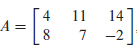 A = [ 4 11 14
8 7 -2 ].